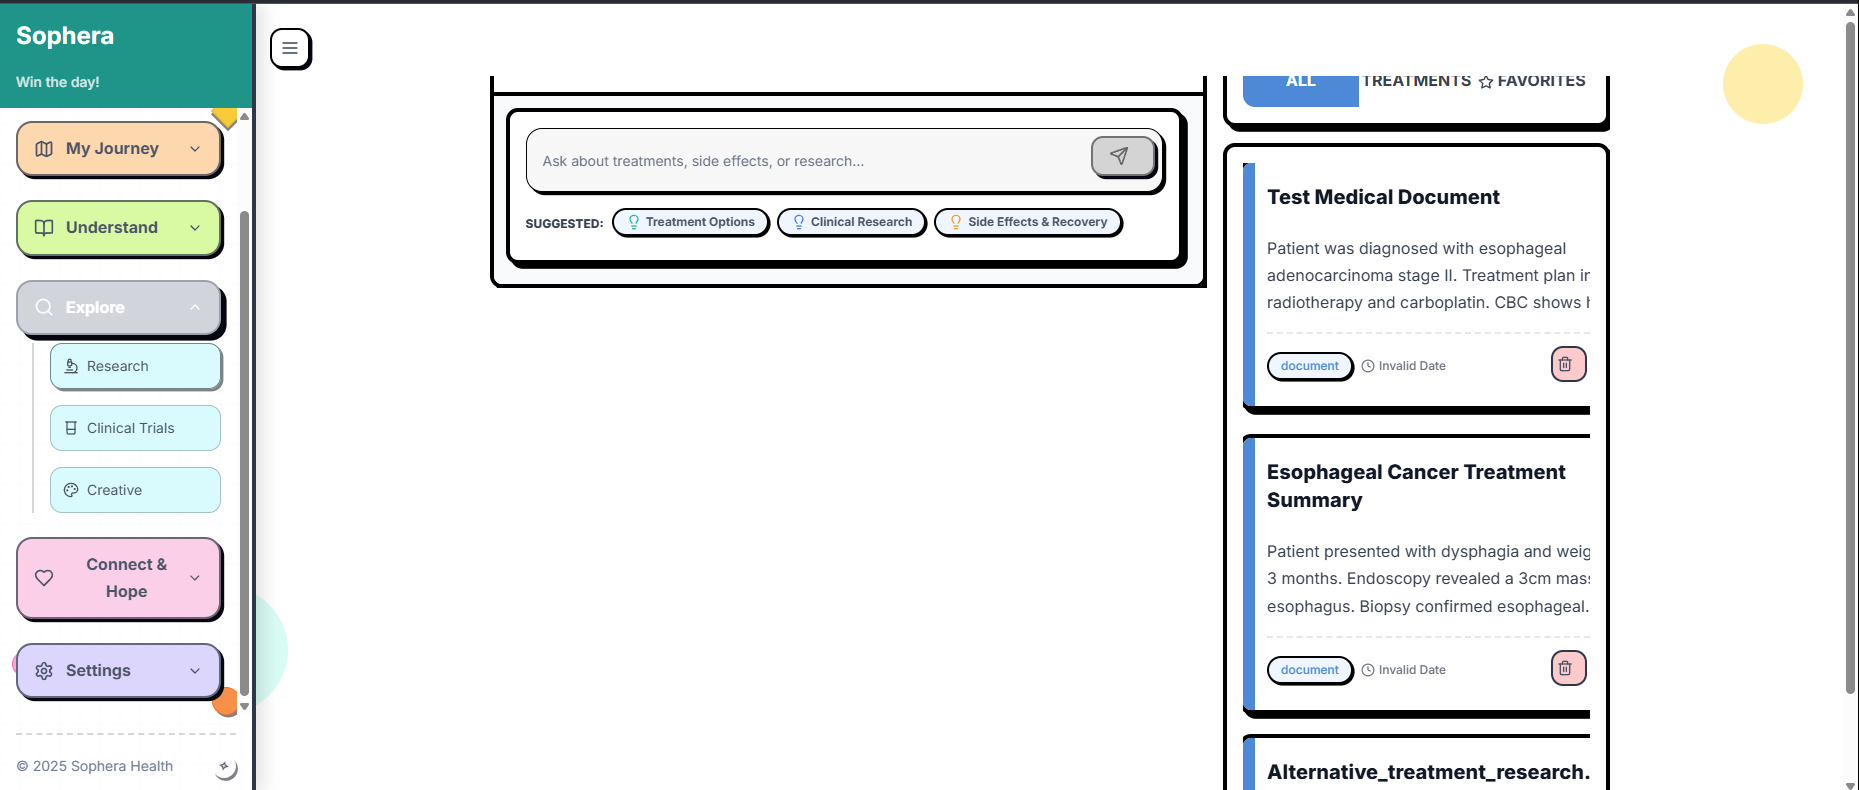 Sophera
Win the day!
My Journey
Understand
Explore
Research
Clinical Trials
Creative
Connect &
Hope
Settings
© 2025 Sophera Health
Ask about treatments, side effects, or research...
SUGGESTED:
Treatment Options
Clinical Research
Side Effects & Recovery
ALL
TREATMENTS
FAVORITES
Test Medical Document
Patient was diagnosed with esophageal
adenocarcinoma stage II. Treatment plan in
radiotherapy and carboplatin. CBC shows
document
Invalid Date
Esophageal Cancer Treatment
Summary
Patient presented with dysphagia and weig
3 months. Endoscopy revealed a 3cm mass
esophagus. Biopsy confirmed esophageal.
document
Invalid Date
Alternative_treatment_research.